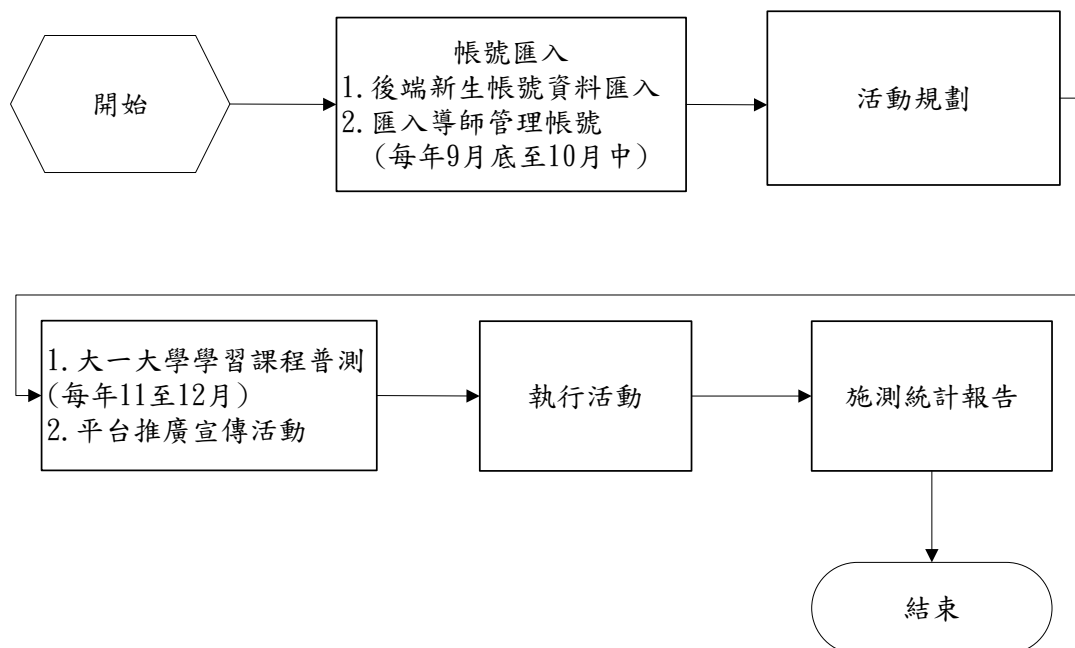 開始
帳號匯入
1.後端新生帳號資料匯入
2.匯入導師管理帳號
(每年9月底至10月中)
活動規劃
1.大一大學學習課程普測
(每年11至12月)
2.平台推廣宣傳活動
執行活動
施測統計報告
結束